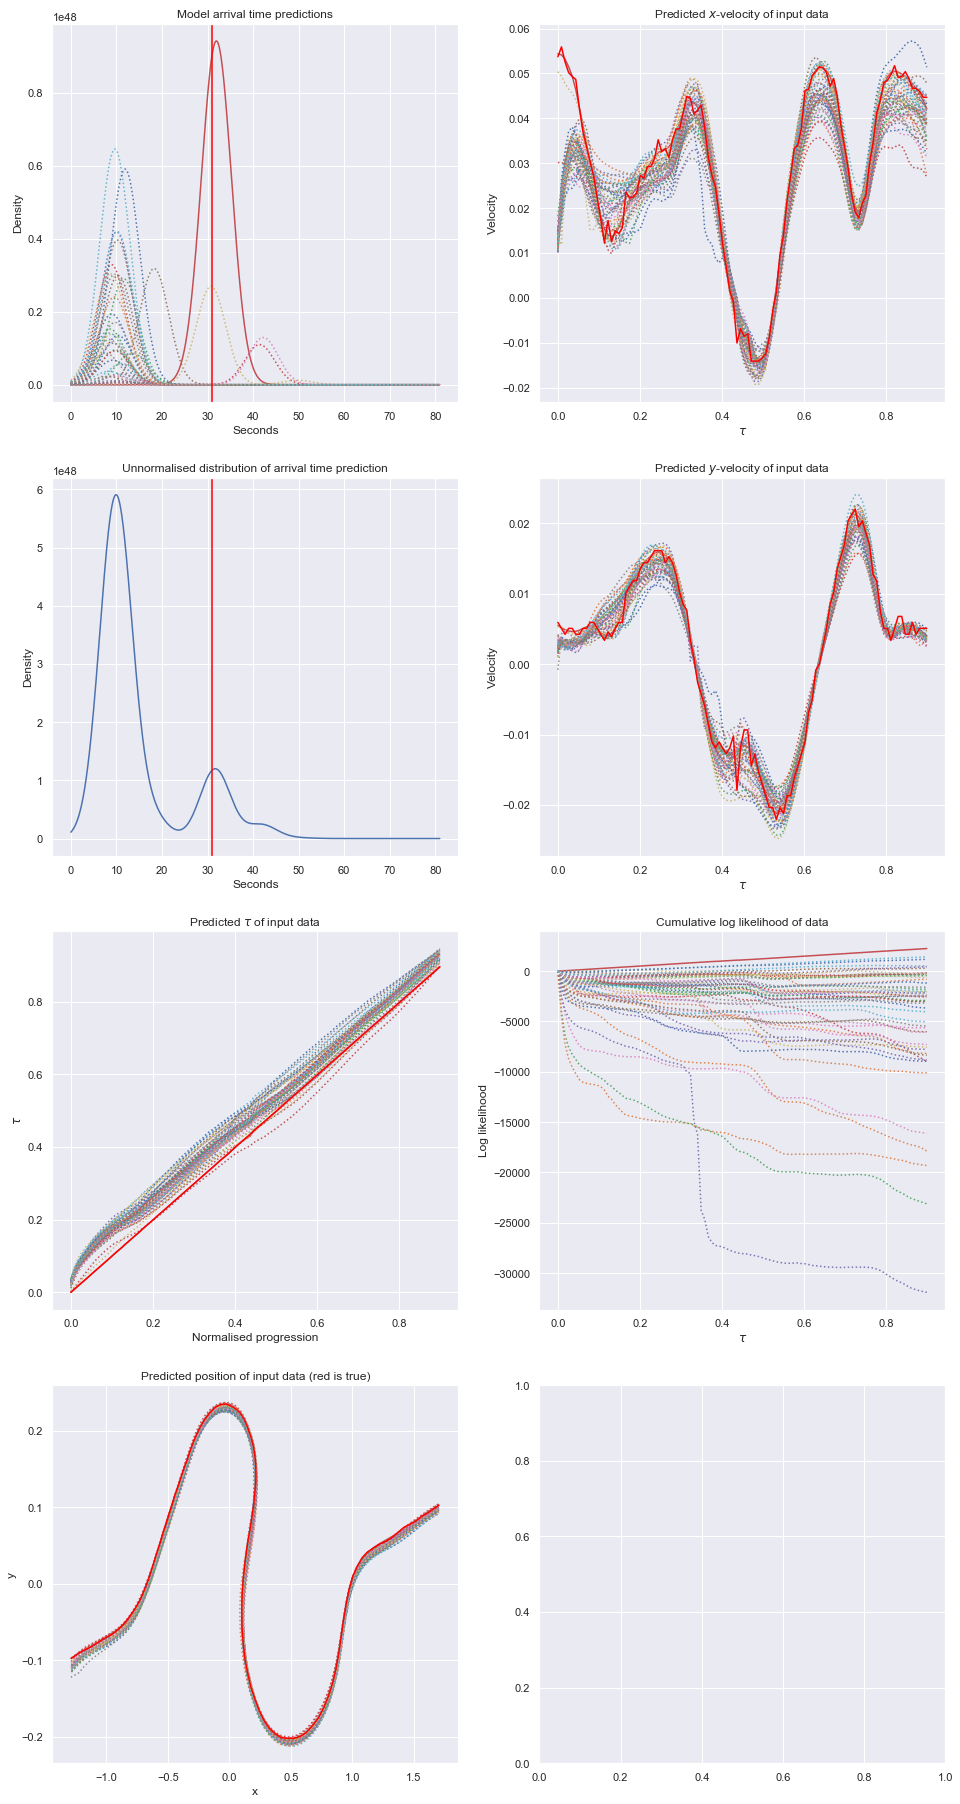 Model arrival time predictions
1e48
Density
0.8
0.6
0.4
0.2
0.0
0 10 20 30 40 50 60 70 80
Seconds
Predicted x-velocity of input data
Velocity
0.06
0.05
0.04
0.03
0.02
0.01
0.00
−0.01
−0.02
0.0 0.2 0.4 0.6 0.8
τ
Unnormalised distribution of arrival time prediction
1e48
Density
6
5
4
3
2
1
0
0 10 20 30 40 50 60 70 80
Seconds
Predicted y-velocity of input data
Velocity
0.02
0.01
0.00
−0.01
−0.02
0.0 0.2 0.4 0.6 0.8
τ
Predicted τ of input data
τ
0.8
0.6
0.4
0.2
0.0
0.0 0.2 0.4 0.6 0.8
Normalised progression
Cumulative log likelihood of data
Log likelihood
0
−5000
−10000
−15000
−20000
−25000
−30000
0.0 0.2 0.4 0.6 0.8
τ
Predicted position of input data (red is true)
y
0.2
0.1
0.0
−0.1
−0.2
−1.0 −0.5 0.0 0.5 1.0 1.5
x
1.0
0.8
0.6
0.4
0.2
0.0
0.0 0.2 0.4 0.6 0.8 1.0